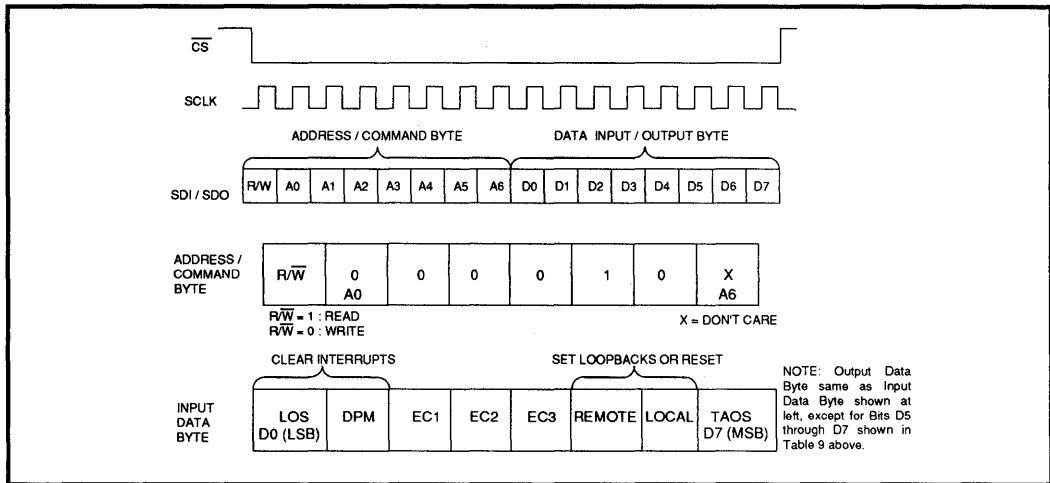 CS
SCLK
ADDRESS / COMMAND BYTE DATA INPUT / OUTPUT BYTE
SDI / SDO R/W A0 A1 A2 A3 A4 A5 A6 D0 D1 D2 D3 D4 D5 D6 D7
ADDRESS / COMMAND BYTE
R/W 0 0 0 0 1 0 X
A0 A6
R/W = 1 : READ
R/W = 0 : WRITE
X = DON'T CARE
CLEAR INTERRUPTS SET LOOPBACKS OR RESET
INPUT
DATA
BYTE
LOS DPM EC1 EC2 EC3 REMOTE LOCAL TAOS
D0 (LSB) D7 (MSB)
NOTE: Output Data
Byte same as Input
Data Byte shown at
left, except for Bits D5
through D7 shown in
Table 9 above.